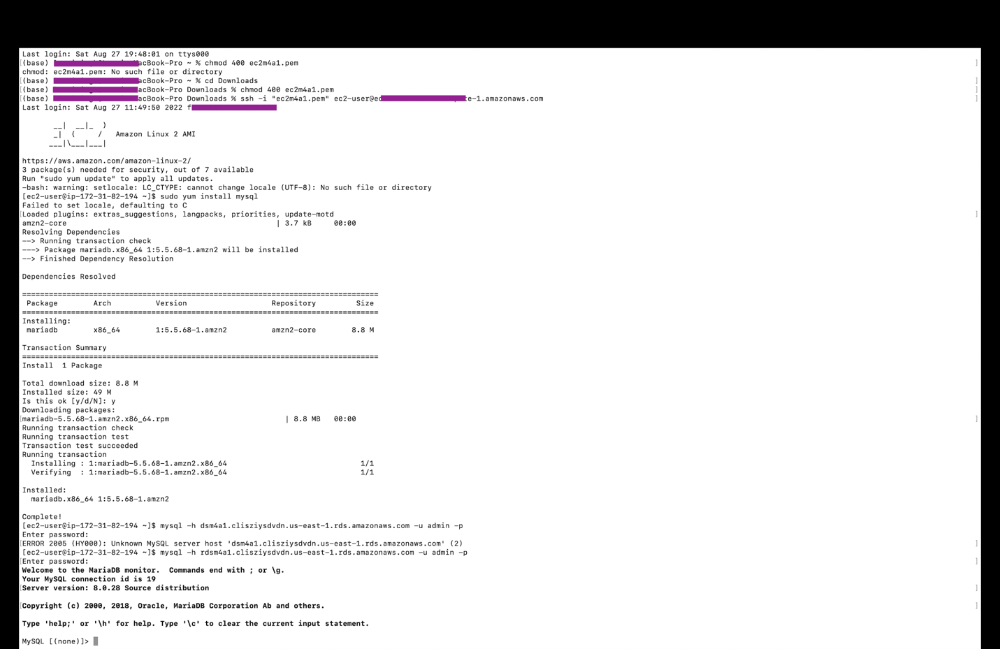 Last login: Sat Aug 27 19:48:01 on ttys000
(base) acBook-Pro ~ % chmod 400 ec2m4a1.pem
chmod: ec2m4a1.pem: No such file or directory
(base) acBook-Pro ~ % cd Downloads
(base) acBook-Pro Downloads % chmod 400 ec2m4a1.pem
(base) acBook-Pro Downloads % ssh -i "ec2m4a1.pem" ec2-user@ec e-1.amazonaws.com
Last login: Sat Aug 27 11:49:50 2022 f

       __|  __|_  )
       _|  (     /   Amazon Linux 2 AMI
      ___|\___|___|

https://aws.amazon.com/amazon-linux-2/
3 package(s) needed for security, out of 7 available
Run "sudo yum update" to apply all updates.
-bash: warning: setlocale: LC_CTYPE: cannot change locale (UTF-8): No such file or directory
[ec2-user@ip-172-31-82-194 ~]$ sudo yum install mysql
Failed to set locale, defaulting to C
Loaded plugins: extras_suggestions, langpacks, priorities, update-motd
amzn2-core                                               | 3.7 kB     00:00
Resolving Dependencies
--> Running transaction check
---> Package mariadb.x86_64 1:5.5.68-1.amzn2 will be installed
--> Finished Dependency Resolution

Dependencies Resolved

================================================================================
 Package        Arch          Version                   Repository         Size
================================================================================
Installing:
 mariadb        x86_64        1:5.5.68-1.amzn2          amzn2-core        8.8 M

Transaction Summary
================================================================================
Install  1 Package

Total download size: 8.8 M
Installed size: 49 M
Is this ok [y/d/N]: y
Downloading packages:
mariadb-5.5.68-1.amzn2.x86_64.rpm                          | 8.8 MB   00:00
Running transaction check
Running transaction test
Transaction test succeeded
Running transaction
  Installing : 1:mariadb-5.5.68-1.amzn2.x86_64                              1/1
  Verifying  : 1:mariadb-5.5.68-1.amzn2.x86_64                              1/1

Installed:
  mariadb.x86_64 1:5.5.68-1.amzn2

Complete!
[ec2-user@ip-172-31-82-194 ~]$ mysql -h dsm4a1.clisziysdvdn.us-east-1.rds.amazonaws.com -u admin -p
Enter password:
ERROR 2005 (HY000): Unknown MySQL server host 'dsm4a1.clisziysdvdn.us-east-1.rds.amazonaws.com' (2)
[ec2-user@ip-172-31-82-194 ~]$ mysql -h rdsm4a1.clisziysdvdn.us-east-1.rds.amazonaws.com -u admin -p
Enter password:
Welcome to the MariaDB monitor.  Commands end with ; or \g.
Your MySQL connection id is 19
Server version: 8.0.28 Source distribution

Copyright (c) 2000, 2018, Oracle, MariaDB Corporation Ab and others.

Type 'help;' or '\h' for help. Type '\c' to clear the current input statement.

MySQL [(none)]>